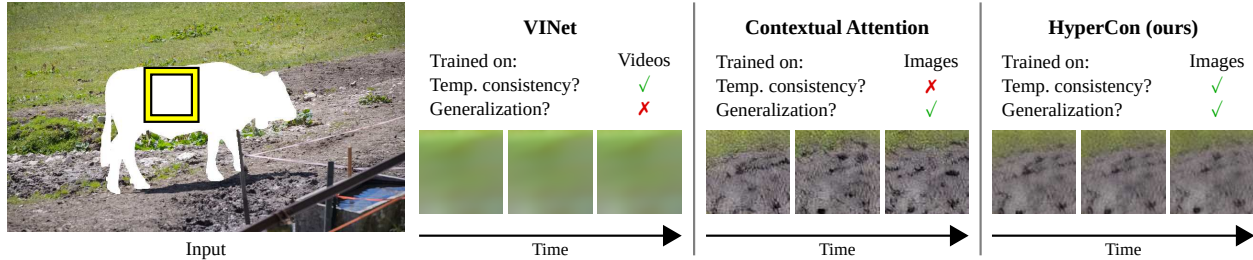 Input
VINet
Trained on: Videos
Temp. consistency? ✓
Generalization? ✗
Time
Contextual Attention
Trained on: Images
Temp. consistency? ✗
Generalization? ✓
Time
HyperCon (ours)
Trained on: Images
Temp. consistency? ✓
Generalization? ✓
Time